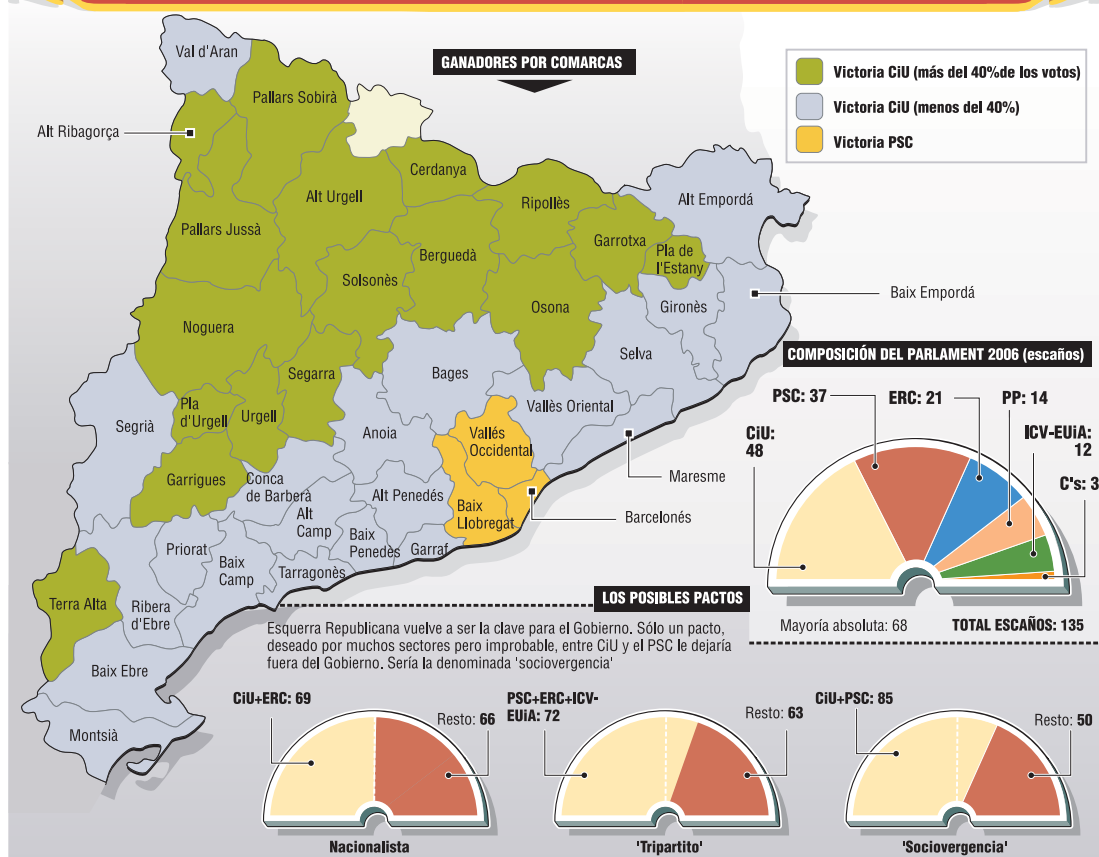 GANADORES POR COMARCAS
Victoria CiU (más del 40%de los votos)
Victoria CiU (menos del 40%)
Victoria PSC
Val d'Aran
Pallars Sobirà
Alt Ribagorça
Cerdanya
Alt Urgell
Ripollès
Alt Empordá
Garrotxa
Pallars Jussà
Berguedà
Pla de
l'Estany
Solsonès
Osona
Gironès
Baix Empordá
Noguera
Selva
Segarra
Bages
Pla
d'Urgell
Urgell
Segrià
Anoia
Vallès Oriental
Vallés
Occidental
Maresme
Garrigues
Conca
de Barberà
Alt Penedés
Alt
Camp
Baix
Llobregat
Barcelonés
Priorat
Baix
Camp
Baix
Penedès
Garraf
Tarragonès
Terra Alta
Ribera
d'Ebre
Baix Ebre
Montsià
COMPOSICIÓN DEL PARLAMENT 2006 (escaños)
PSC: 37
ERC: 21
PP: 14
CiU:
48
ICV-EUiA:
12
C's: 3
Mayoría absoluta: 68
TOTAL ESCAÑOS: 135
LOS POSIBLES PACTOS
Esquerra Republicana vuelve a ser la clave para el Gobierno. Sólo un pacto,
deseado por muchos sectores pero improbable, entre CiU y el PSC le dejaría
fuera del Gobierno. Sería la denominada 'sociovergencia'
CiU+ERC: 69
Resto: 66
Nacionalista
PSC+ERC+ICV-
EUiA: 72
Resto: 63
'Tripartito'
CiU+PSC: 85
Resto: 50
'Sociovergencia'